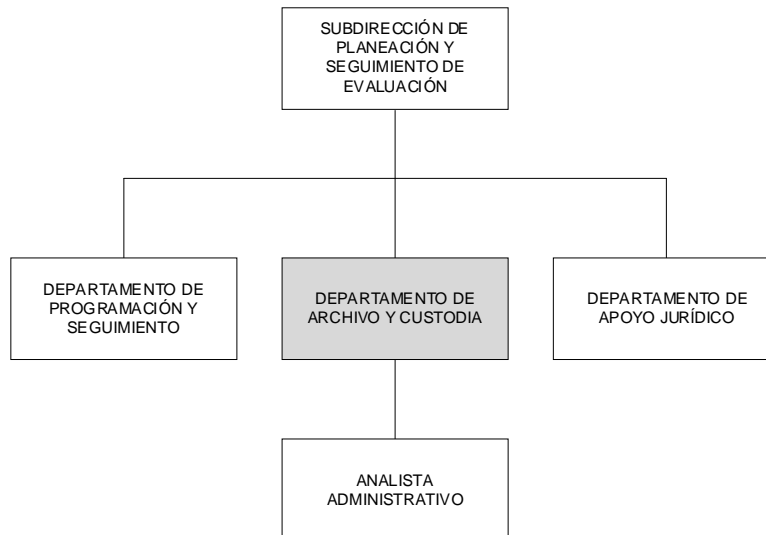 SUBDIRECCIÓN DE
PLANEACIÓN Y
SEGUIMIENTO DE
EVALUACIÓN
DEPARTAMENTO DE
PROGRAMACIÓN Y
SEGUIMIENTO
DEPARTAMENTO DE
ARCHIVO Y CUSTODIA
DEPARTAMENTO DE
APOYO JURÍDICO
ANALISTA
ADMINISTRATIVO